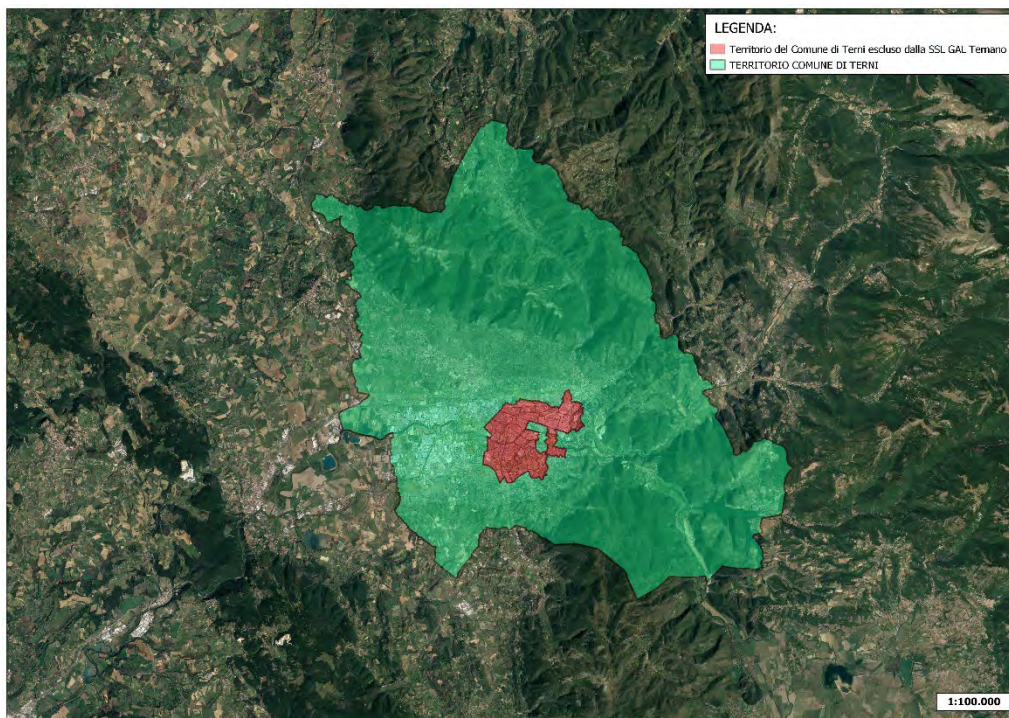 LEGENDA:
Territorio del Comune di Terni escluso dalla SSL GAL Ternano
TERRITORIO COMUNE DI TERNI
1:100.000